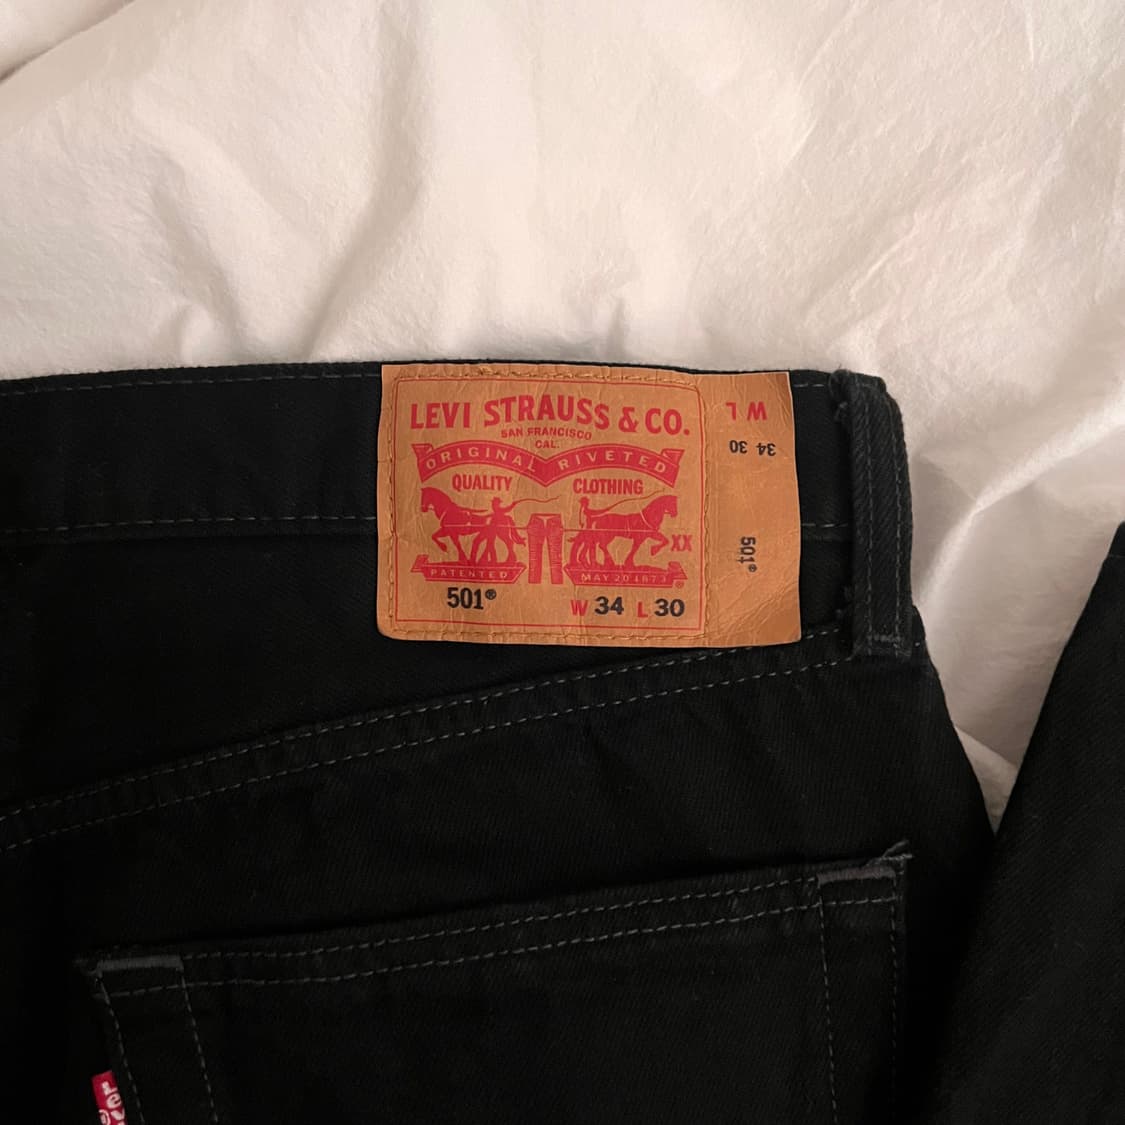 LEVI STRAUSS & CO.
SAN FRANCISCO
CAL.
ORIGINAL RIVETED
QUALITY CLOTHING
XX
PATENTED MAY 20 1873 ®
501® W 34 L 30
W L
34 30
501®
Levi's
®